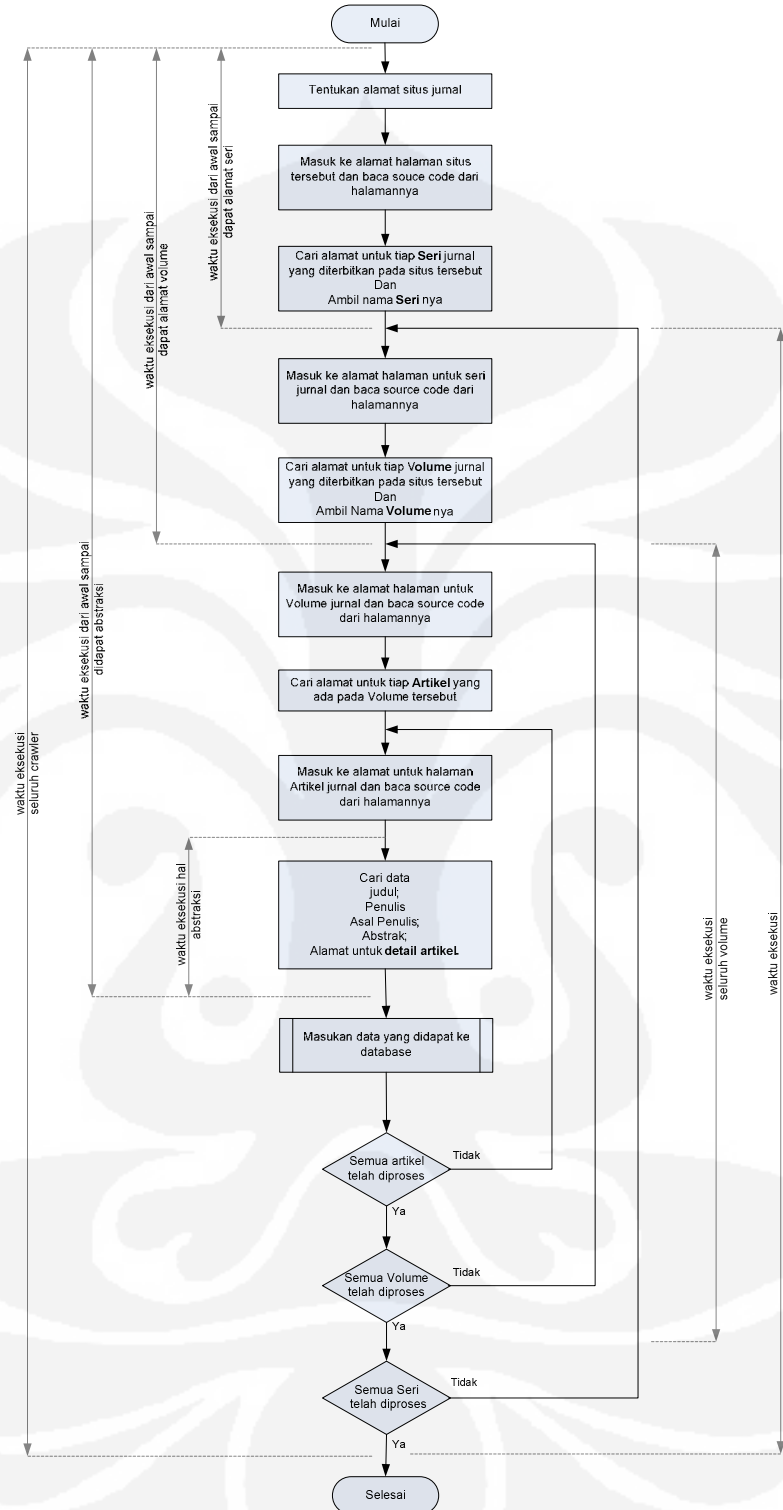 Mulai
Tentukan alamat situs jurnal
Masuk ke alamat halaman situs
tersebut dan baca souce code dari
halamannya
Cari alamat untuk tiap Seri jurnal
yang diterbitkan pada situs tersebut
Dan
Ambil nama Seri nya
Masuk ke alamat halaman untuk seri
jurnal dan baca source code dari
halamannya
Cari alamat untuk tiap Volume jurnal
yang diterbitkan pada situs tersebut
Dan
Ambil Nama Volume nya
Masuk ke alamat halaman untuk
Volume jurnal dan baca source code
dari halamannya
Cari alamat untuk tiap Artikel yang
ada pada Volume tersebut
Masuk ke alamat untuk halaman
Artikel jurnal dan baca source code
dari halamannya
Cari data
judul;
Penulis
Asal Penulis;
Abstrak;
Alamat untuk detail artikel.
Masukan data yang didapat ke
database
Semua artikel
telah diproses
Tidak
Ya
Semua Volume
telah diproses
Tidak
Ya
Semua Seri
telah diproses
Tidak
Ya
Selesai
waktu eksekusi
seluruh crawler
waktu eksekusi dari awal sampai
didapat abstraksi
waktu eksekusi dari awal sampai
dapat alamat volume
waktu eksekusi dari awal sampai
dapat alamat seri
waktu eksekusi hal
abstraksi
waktu eksekusi
seluruh volume
waktu eksekusi